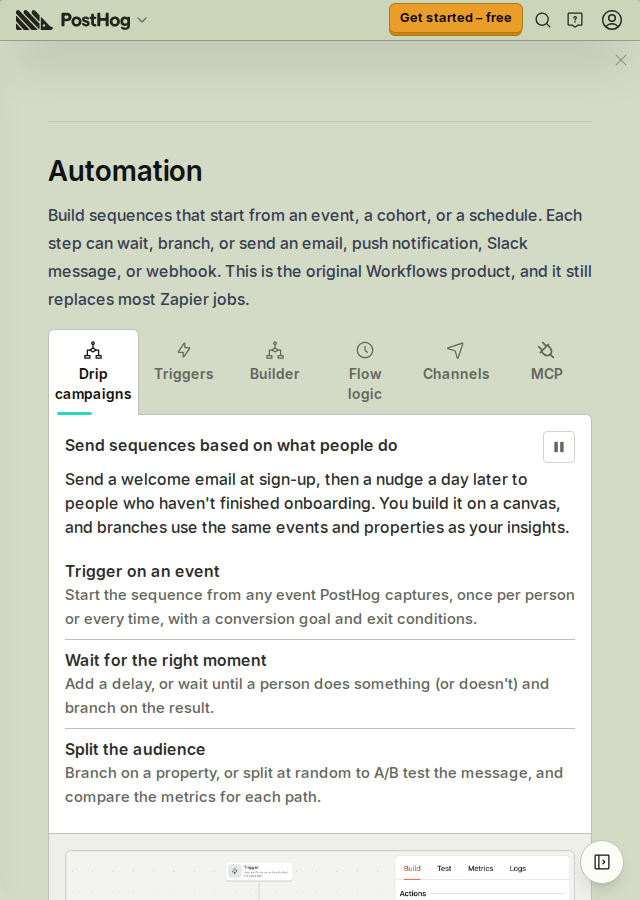 PostHog
Get started – free
Automation
Build sequences that start from an event, a cohort, or a schedule. Each
step can wait, branch, or send an email, push notification, Slack
message, or webhook. This is the original Workflows product, and it still
replaces most Zapier jobs.
Drip
campaigns
Triggers
Builder
Flow
logic
Channels
MCP
Send sequences based on what people do
Send a welcome email at sign-up, then a nudge a day later to
people who haven't finished onboarding. You build it on a canvas,
and branches use the same events and properties as your insights.
Trigger on an event
Start the sequence from any event PostHog captures, once per person
or every time, with a conversion goal and exit conditions.
Wait for the right moment
Add a delay, or wait until a person does something (or doesn't) and
branch on the result.
Split the audience
Branch on a property, or split at random to A/B test the message, and
compare the metrics for each path.
Trigger
Build Test Metrics Logs
Actions